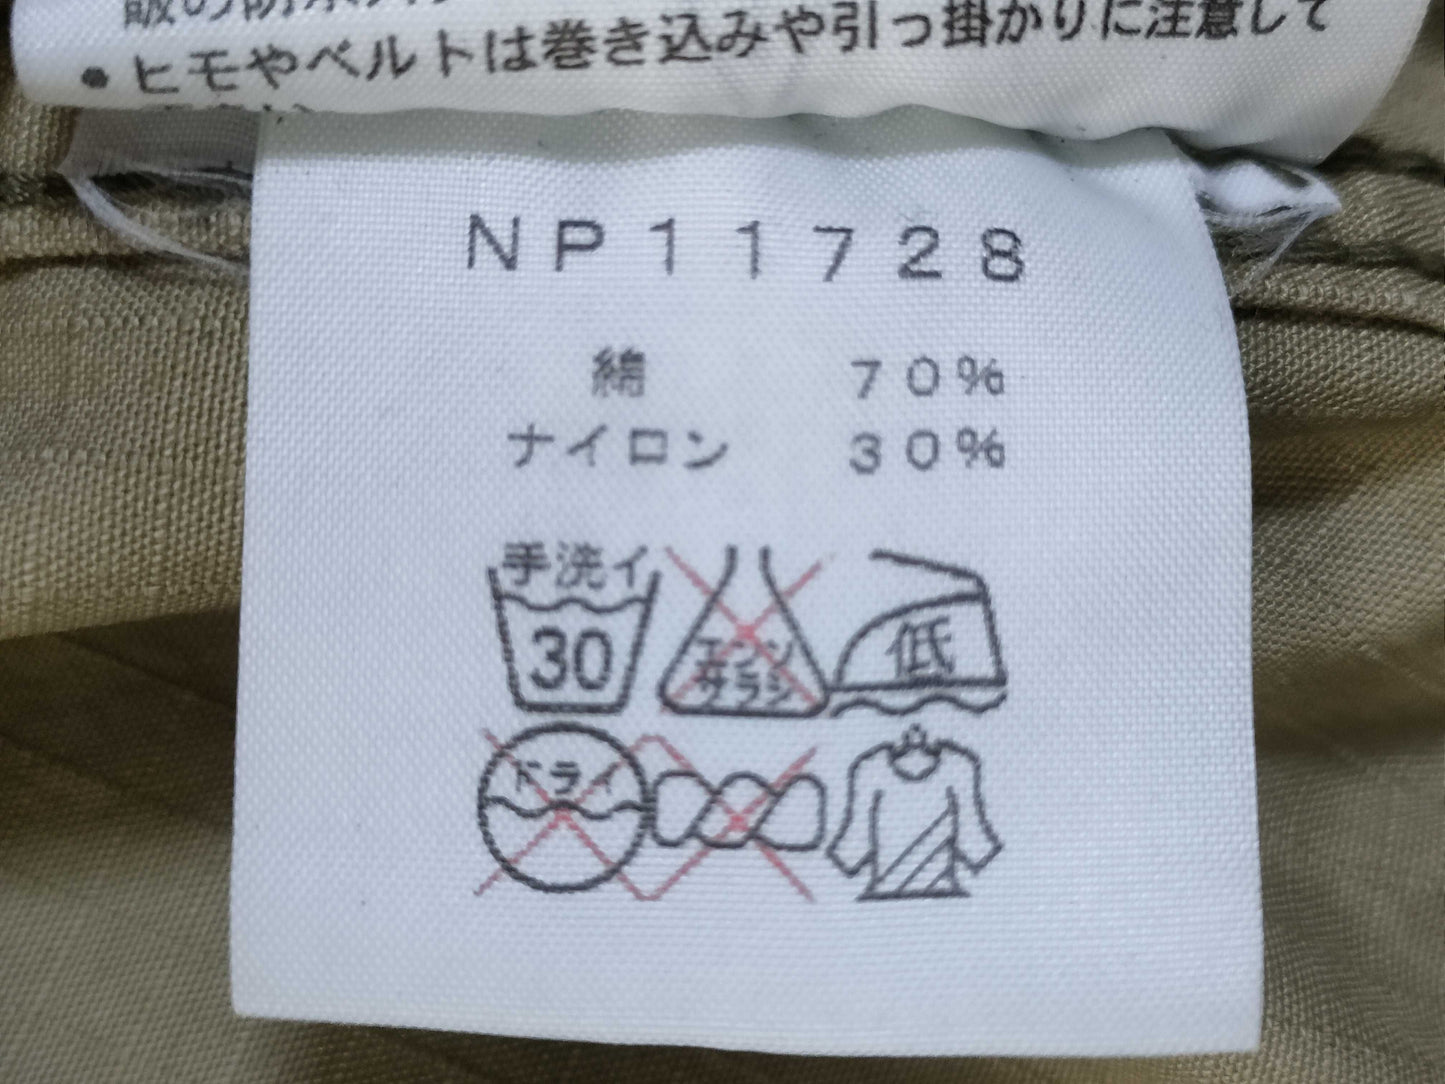 • ヒモやベルトは巻き込みや引っ掛かりに注意して
NP11728
綿 70%
ナイロン 30%
手洗イ
30
エンソ
サラシ
低
ドライ